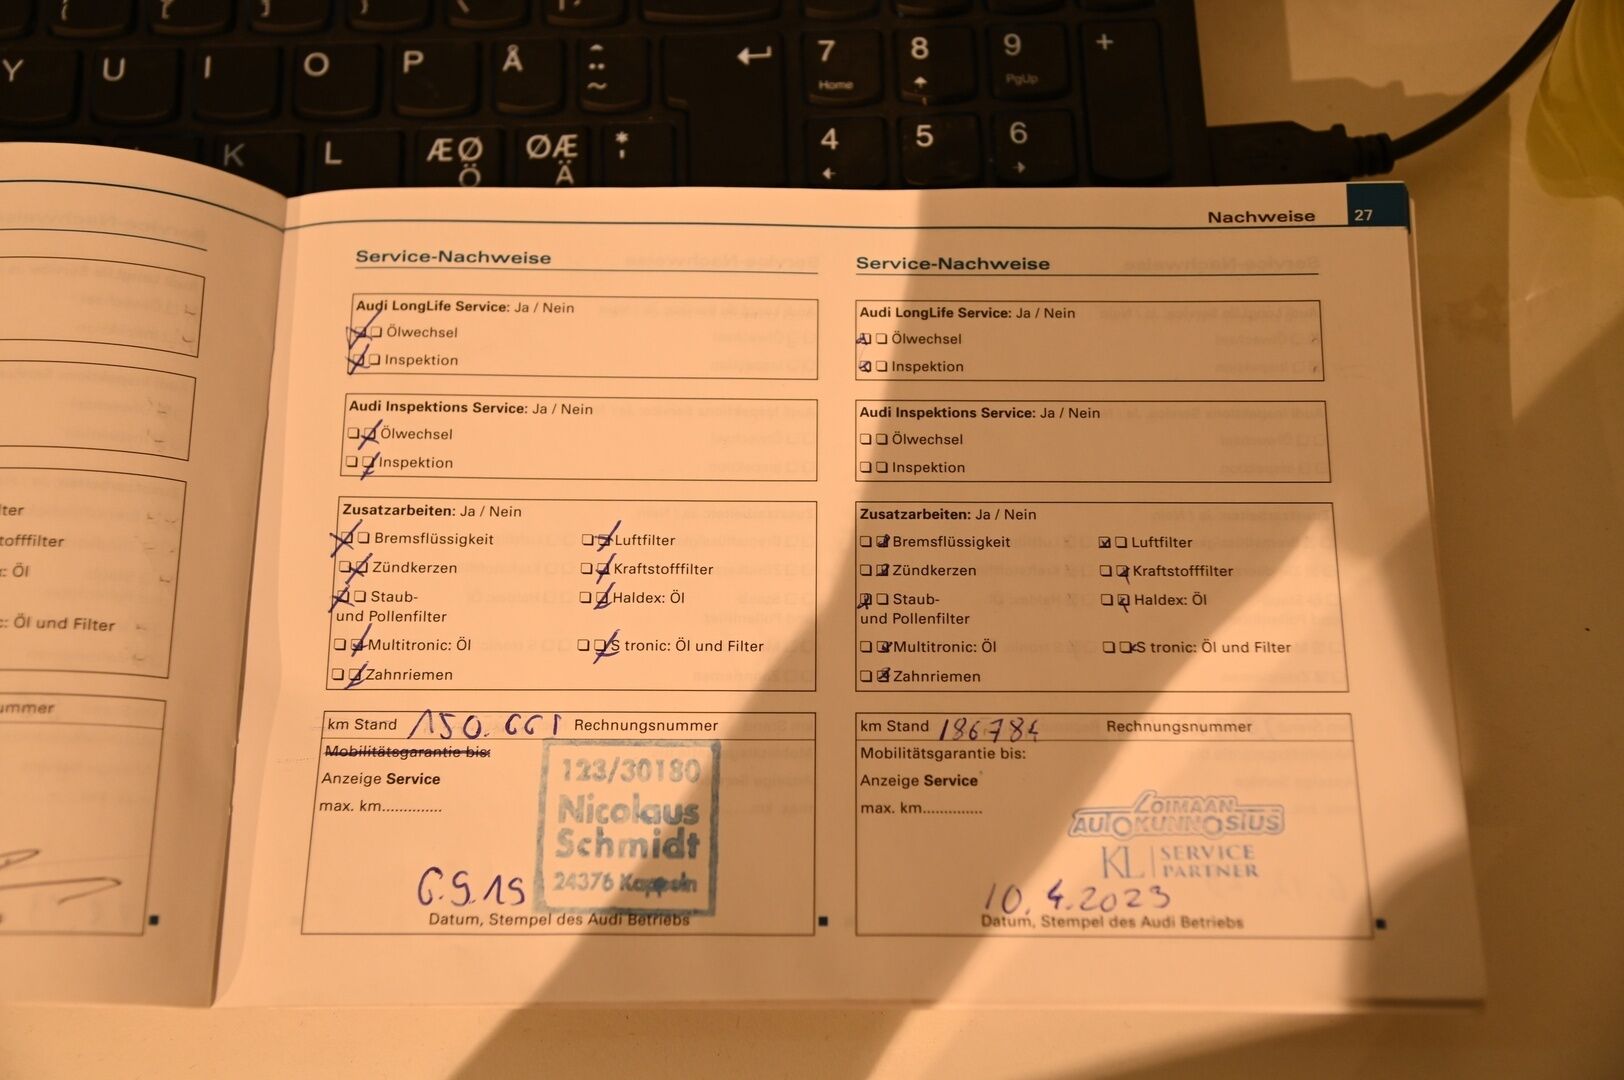 Y U I O P Å ¨ ^ ~ 7 Home 8 9 PgUp +
K L ÆØ Ö ØÆ Ä * ' 4 5 6
Nachweise 27
Service-Nachweise
Audi LongLife Service: Ja / Nein
Ölwechsel
Inspektion
Audi Inspektions Service: Ja / Nein
Ölwechsel
Inspektion
Zusatzarbeiten: Ja / Nein
Bremsflüssigkeit
Luftfilter
Zündkerzen
Kraftstofffilter
Staub-
und Pollenfilter
Haldex: Öl
Multitronic: Öl
S tronic: Öl und Filter
Zahnriemen
km Stand 150.661 Rechnungsnummer
Mobilitätsgarantie bis:
Anzeige Service
max. km..............
123/30180
Nicolaus
Schmidt
24376 Kappeln
6.9.19
Datum, Stempel des Audi Betriebs
Service-Nachweise
Audi LongLife Service: Ja / Nein
Ölwechsel
Inspektion
Audi Inspektions Service: Ja / Nein
Ölwechsel
Inspektion
Zusatzarbeiten: Ja / Nein
Bremsflüssigkeit
Luftfilter
Zündkerzen
Kraftstofffilter
Staub-
und Pollenfilter
Haldex: Öl
Multitronic: Öl
S tronic: Öl und Filter
Zahnriemen
km Stand 186784 Rechnungsnummer
Mobilitätsgarantie bis:
Anzeige Service
max. km..............
LOIMAAN
AUTOKUNNOSTUS
KL SERVICE
PARTNER
10.4.2023
Datum, Stempel des Audi Betriebs
: Öl
: Öl und Filter